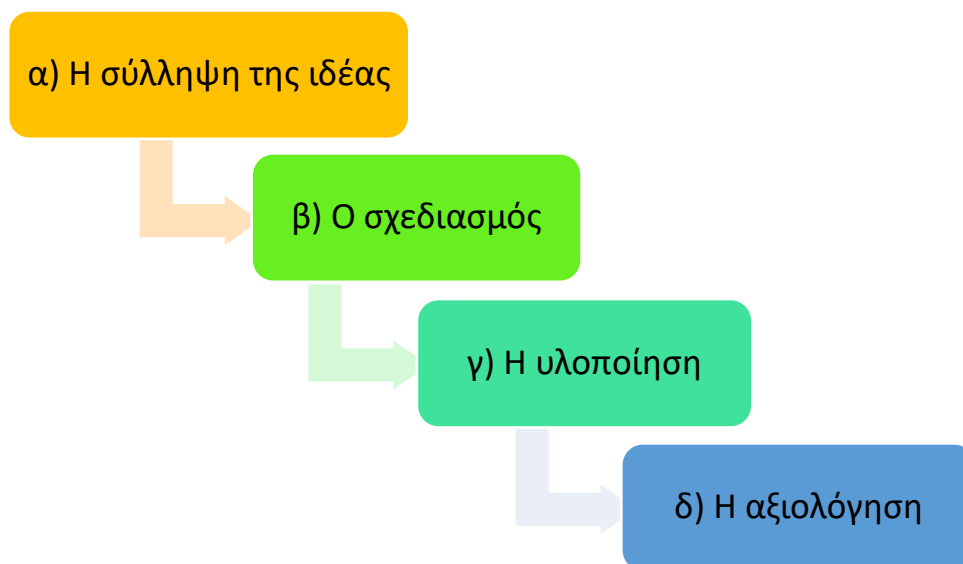 α) Η σύλληψη της ιδέας
β) Ο σχεδιασμός
γ) Η υλοποίηση
δ) Η αξιολόγηση